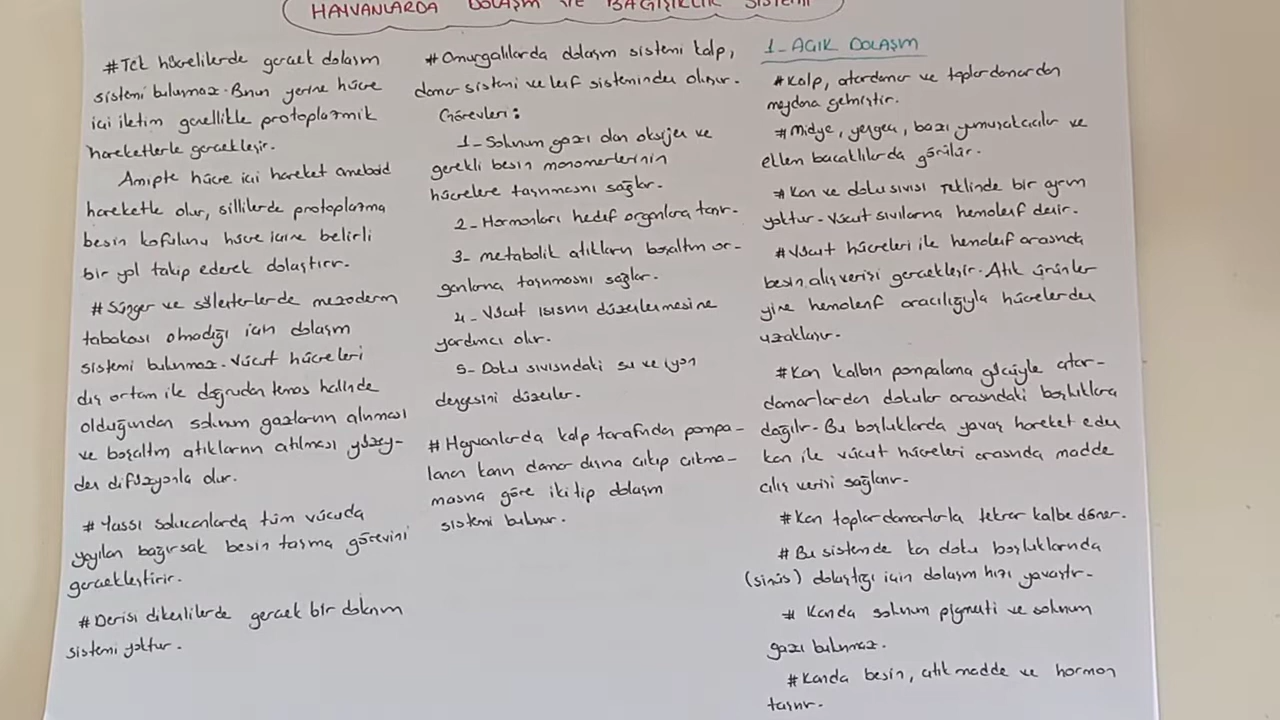 HAYVANLARDA DOLAŞIM VE BAĞIŞIKLIK SİSTEMİ
#Tek hücrelilerde gerçek dolaşım
sistemi bulunmaz. Bunun yerine hücre
içi iletim genellikle protoplazmik
hareketlerle gerçekleşir.
Amipte hücre içi hareket ameboid
hareketle olur, sillilerde protoplazma
besin kofulunu hücre içine belirli
bir yol takip ederek dolaştırır.
#Sünger ve sölenterlerde mezoderm
tabakası olmadığı için dolaşım
sistemi bulunmaz. Vücut hücreleri
dış ortam ile doğrudan temas halinde
olduğundan solunum gazlarının alınması
ve boşaltım atıkların atılması yüzey-
den difüzyonla olur.
#Yassı solucanlarda tüm vücuda
yayılan bağırsak besin taşıma görevini
gerçekleştirir.
#Derisi dikenlilerde gerçek bir dolaşım
sistemi yoktur.
#Omurgalılarda dolaşım sistemi kalp,
damar sistemi ve lenf sisteminden oluşur.
Görevleri:
1- Solunum gazı olan oksijen ve
gerekli besin monomerlerinin
hücrelere taşınmasını sağlar.
2- Hormonları hedef organlara taşır.
3- metabolik atıkların boşaltım or-
ganlarına taşınmasını sağlar.
4- Vücut ısısının düzenlenmesine
yardımcı olur.
5- Doku sıvısındaki su ve iyon
dengesini düzenler.
#Hayvanlarda kalp tarafından pompa-
lanan kanın damar dışına çıkıp çıkma-
masına göre iki tip dolaşım
sistemi bulunur.
1- AÇIK DOLAŞIM
#Kalp, atardamar ve toplardamardan
meydana gelmiştir.
#Midye, yengeç, bazı yumuşakçalar ve
eklem bacaklılarda görülür.
#Kan ve doku sıvısı şeklinde bir ayrım
yoktur. Vücut sıvılarına hemolenf denir.
#Vücut hücreleri ile hemolenf arasında
besin alış verişi gerçekleşir. Atık ürünler
yine hemolenf aracılığıyla hücrelerden
uzaklaşır.
#Kan kalbin pompalama gücüyle atar-
damarlardan dokular arasındaki boşluklara
dağılır. Bu boşluklarda yavaş hareket eden
kan ile vücut hücreleri arasında madde
alış verişi sağlanır.
#Kan toplardamarlarla tekrar kalbe döner.
#Bu sistemde kan doku boşluklarında
(sinüs) dolaştığı için dolaşım hızı yavaştır.
#Kanda solunum pigmenti ve solunum
gazı bulunmaz.
#Kanda besin, atık madde ve hormon
taşınır.